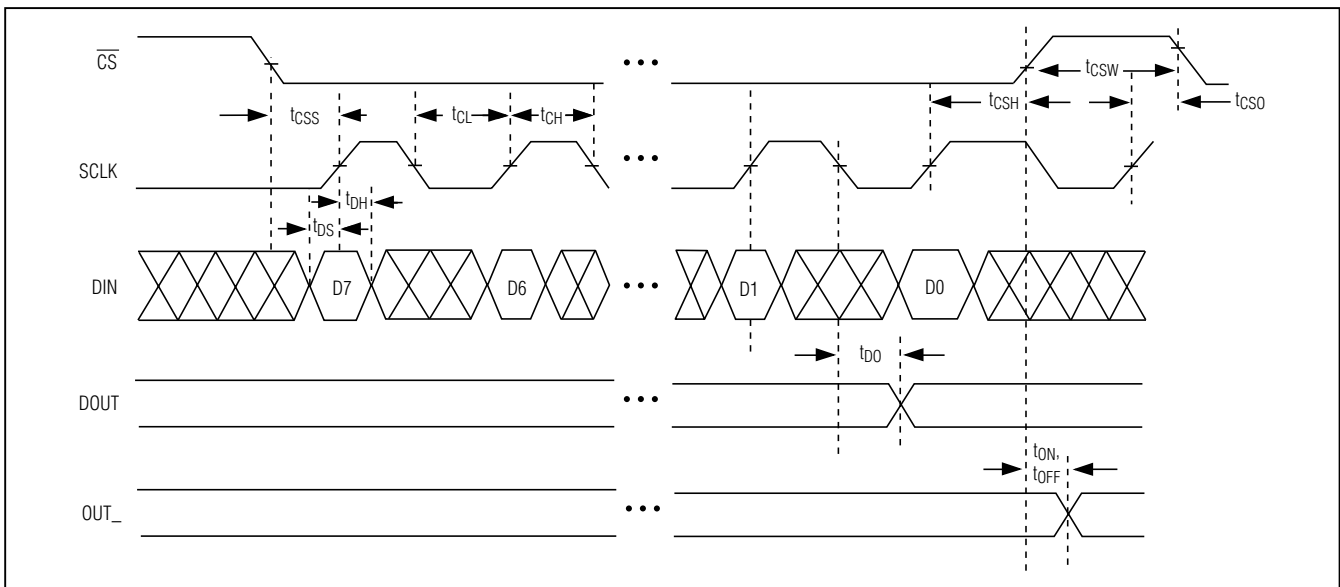 CS
tCSW
tCSS
tCL
tCH
tCSH
tCSO
SCLK
tDH
tDS
DIN
D7
D6
D1
D0
tDO
DOUT
tON,
tOFF
OUT_